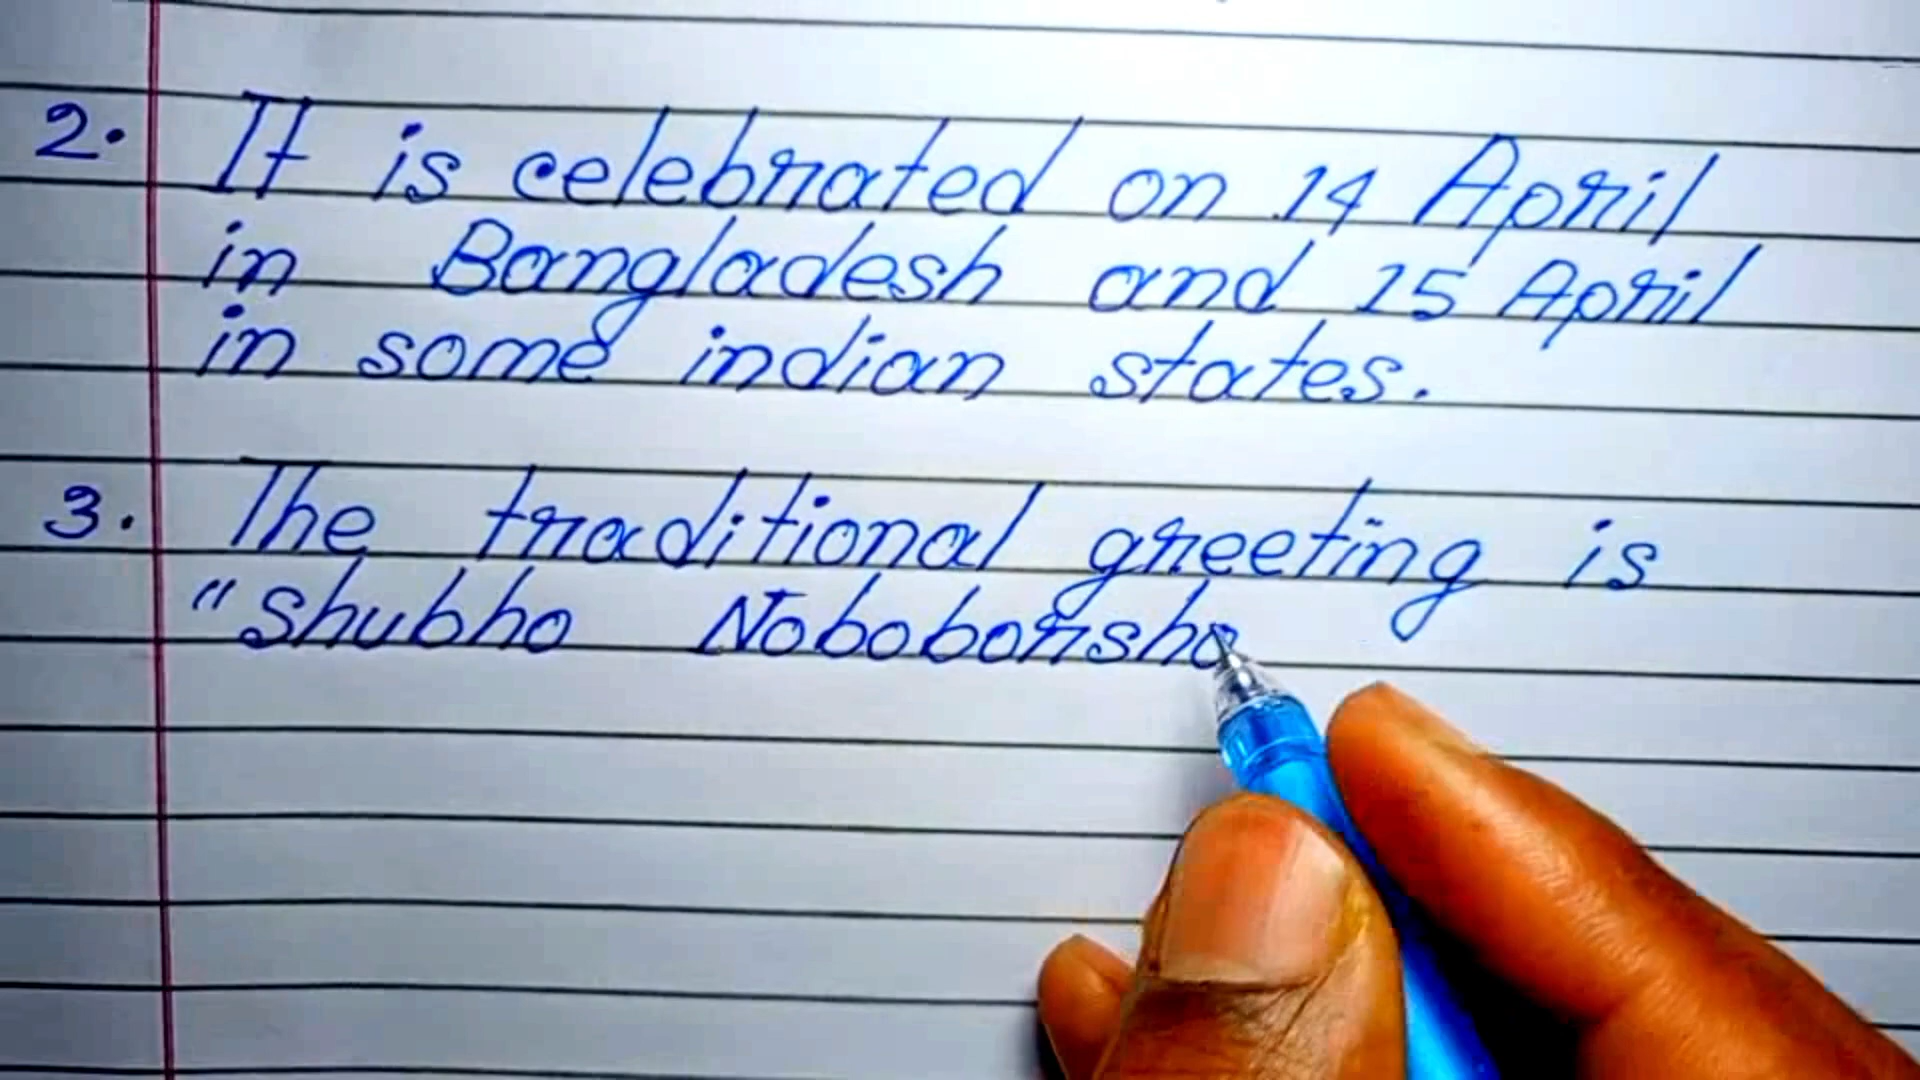 2. It is celebrated on 14 April
in Bangladesh and 15 April
in some indian states.
3. The traditional greeting is
"Shubho Noboborsho